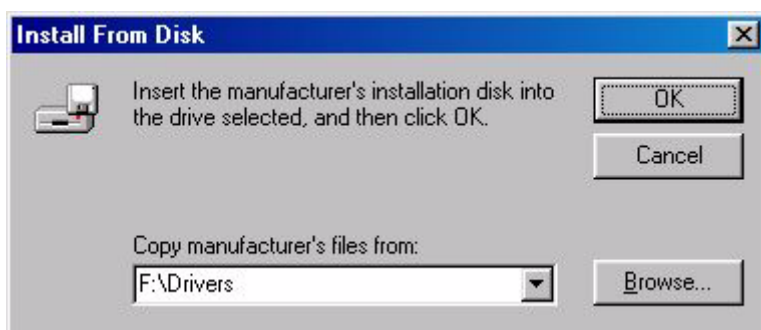 Install From Disk
Insert the manufacturer's installation disk into
the drive selected, and then click OK.
OK
Cancel
Copy manufacturer's files from:
F:\Drivers
Browse...